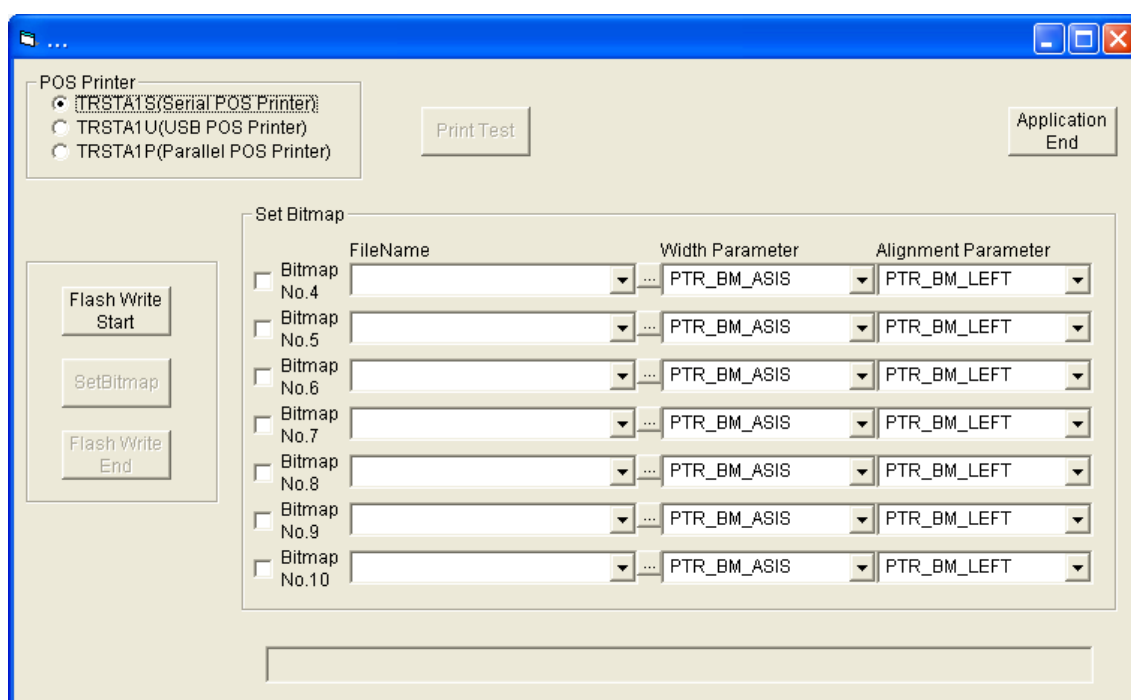 ...
POS Printer
TRSTA1S(Serial POS Printer)
TRSTA1U(USB POS Printer)
TRSTA1P(Parallel POS Printer)
Print Test
Application
End
Set Bitmap
FileName Width Parameter Alignment Parameter
Flash Write
Start
SetBitmap
Flash Write
End
Bitmap
No.4 ... PTR_BM_ASIS PTR_BM_LEFT
Bitmap
No.5 ... PTR_BM_ASIS PTR_BM_LEFT
Bitmap
No.6 ... PTR_BM_ASIS PTR_BM_LEFT
Bitmap
No.7 ... PTR_BM_ASIS PTR_BM_LEFT
Bitmap
No.8 ... PTR_BM_ASIS PTR_BM_LEFT
Bitmap
No.9 ... PTR_BM_ASIS PTR_BM_LEFT
Bitmap
No.10 ... PTR_BM_ASIS PTR_BM_LEFT